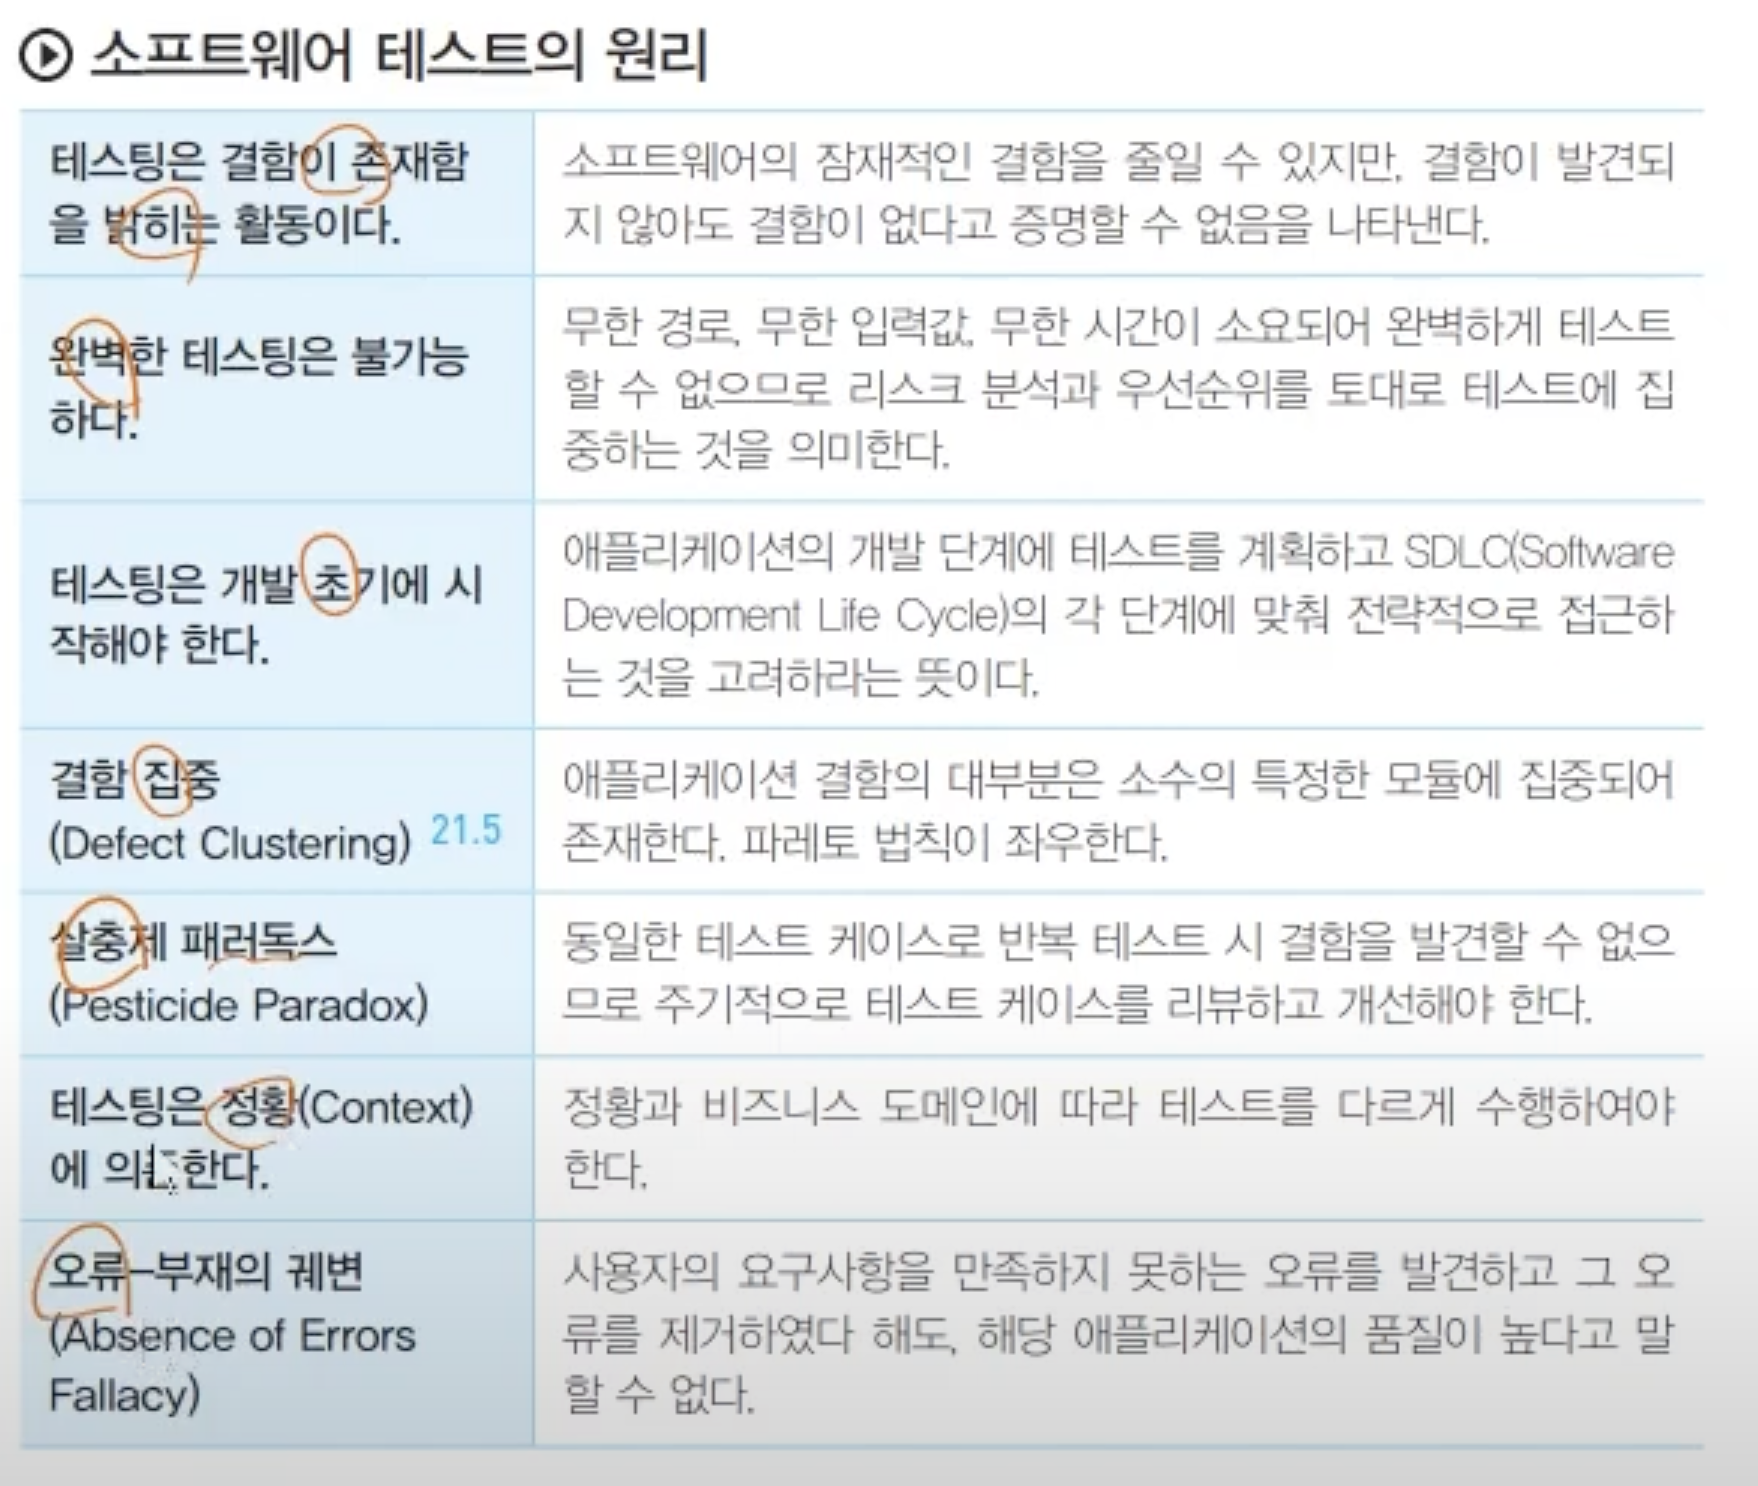 소프트웨어 테스트의 원리
테스팅은 결함이 존재함
을 밝히는 활동이다.
소프트웨어의 잠재적인 결함을 줄일 수 있지만, 결함이 발견되
지 않아도 결함이 없다고 증명할 수 없음을 나타낸다.
완벽한 테스팅은 불가능
하다.
무한 경로, 무한 입력값, 무한 시간이 소요되어 완벽하게 테스트
할 수 없으므로 리스크 분석과 우선순위를 토대로 테스트에 집
중하는 것을 의미한다.
테스팅은 개발 초기에 시
작해야 한다.
애플리케이션의 개발 단계에 테스트를 계획하고 SDLC(Software
Development Life Cycle)의 각 단계에 맞춰 전략적으로 접근하
는 것을 고려하라는 뜻이다.
결함 집중
(Defect Clustering) 21.5
애플리케이션 결함의 대부분은 소수의 특정한 모듈에 집중되어
존재한다. 파레토 법칙이 좌우한다.
살충제 패러독스
(Pesticide Paradox)
동일한 테스트 케이스로 반복 테스트 시 결함을 발견할 수 없으
므로 주기적으로 테스트 케이스를 리뷰하고 개선해야 한다.
테스팅은 정황(Context)
에 의존한다.
정황과 비즈니스 도메인에 따라 테스트를 다르게 수행하여야
한다.
오류-부재의 궤변
(Absence of Errors
Fallacy)
사용자의 요구사항을 만족하지 못하는 오류를 발견하고 그 오
류를 제거하였다 해도, 해당 애플리케이션의 품질이 높다고 말
할 수 없다.